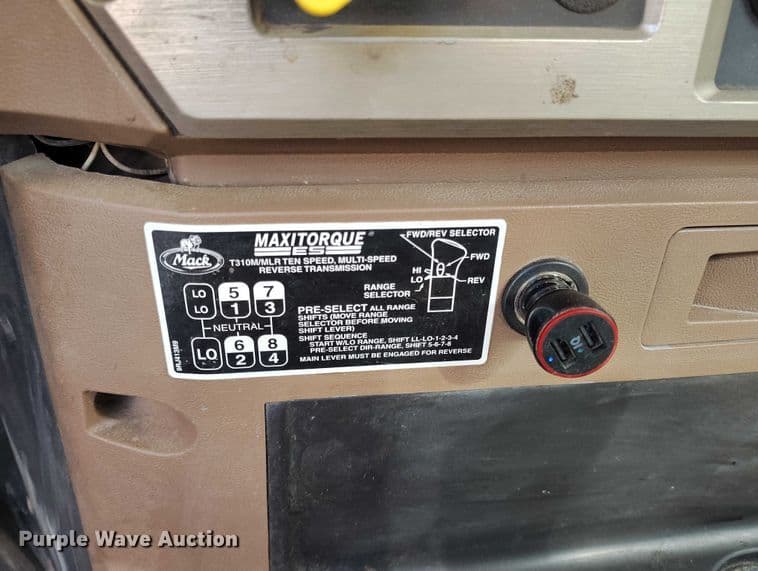 Mack
MAXITORQUE®
ES
T310M/MLR TEN SPEED, MULTI-SPEED
REVERSE TRANSMISSION
FWD/REV SELECTOR
FWD
HI
LO
REV
RANGE
SELECTOR
LO 5 7
LO 1 3
NEUTRAL
LO 6 8
2 4
PRE-SELECT ALL RANGE
SHIFTS (MOVE RANGE
SELECTOR BEFORE MOVING
SHIFT LEVER)
SHIFT SEQUENCE
START W/LO RANGE, SHIFT LL-LO-1-2-3-4
PRE-SELECT DIR-RANGE, SHIFT 5-6-7-8
MAIN LEVER MUST BE ENGAGED FOR REVERSE
Purple Wave Auction